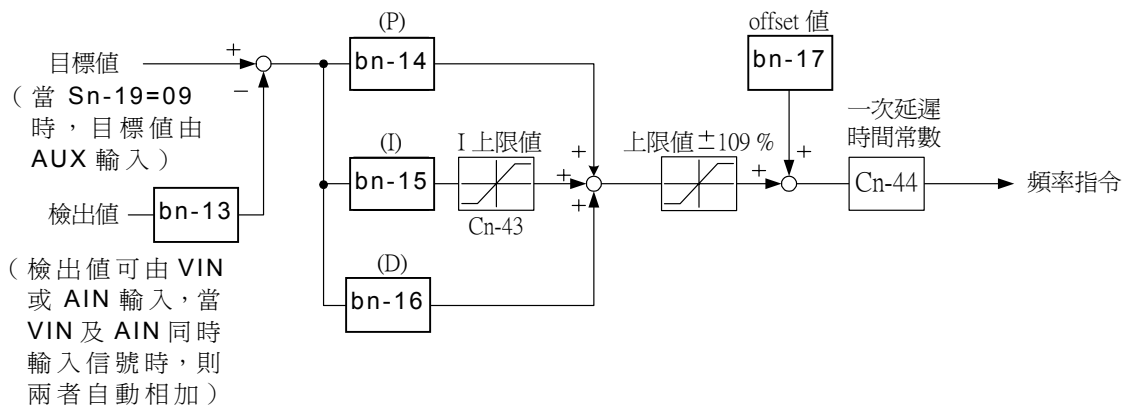 目標值
(當 Sn-19=09
時，目標值由
AUX 輸入)
+
−
檢出值
bn-13
(檢出值可由 VIN
或 AIN 輸入，當
VIN 及 AIN 同時
輸入信號時，則
兩者自動相加)
(P)
bn-14
(I)
bn-15
I 上限值
Cn-43
(D)
bn-16
+
+
+
上限值±109 %
offset 值
bn-17
+
+
一次延遲
時間常數
Cn-44
頻率指令